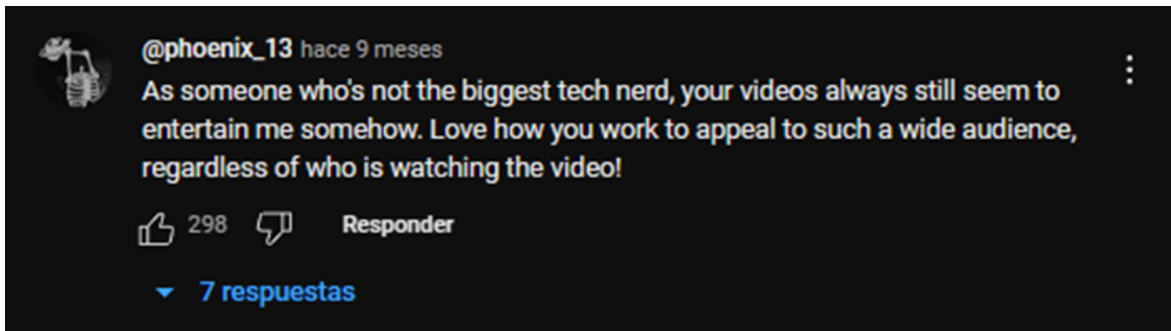 @phoenix_13 hace 9 meses
As someone who's not the biggest tech nerd, your videos always still seem to
entertain me somehow. Love how you work to appeal to such a wide audience,
regardless of who is watching the video!
298 Responder
7 respuestas